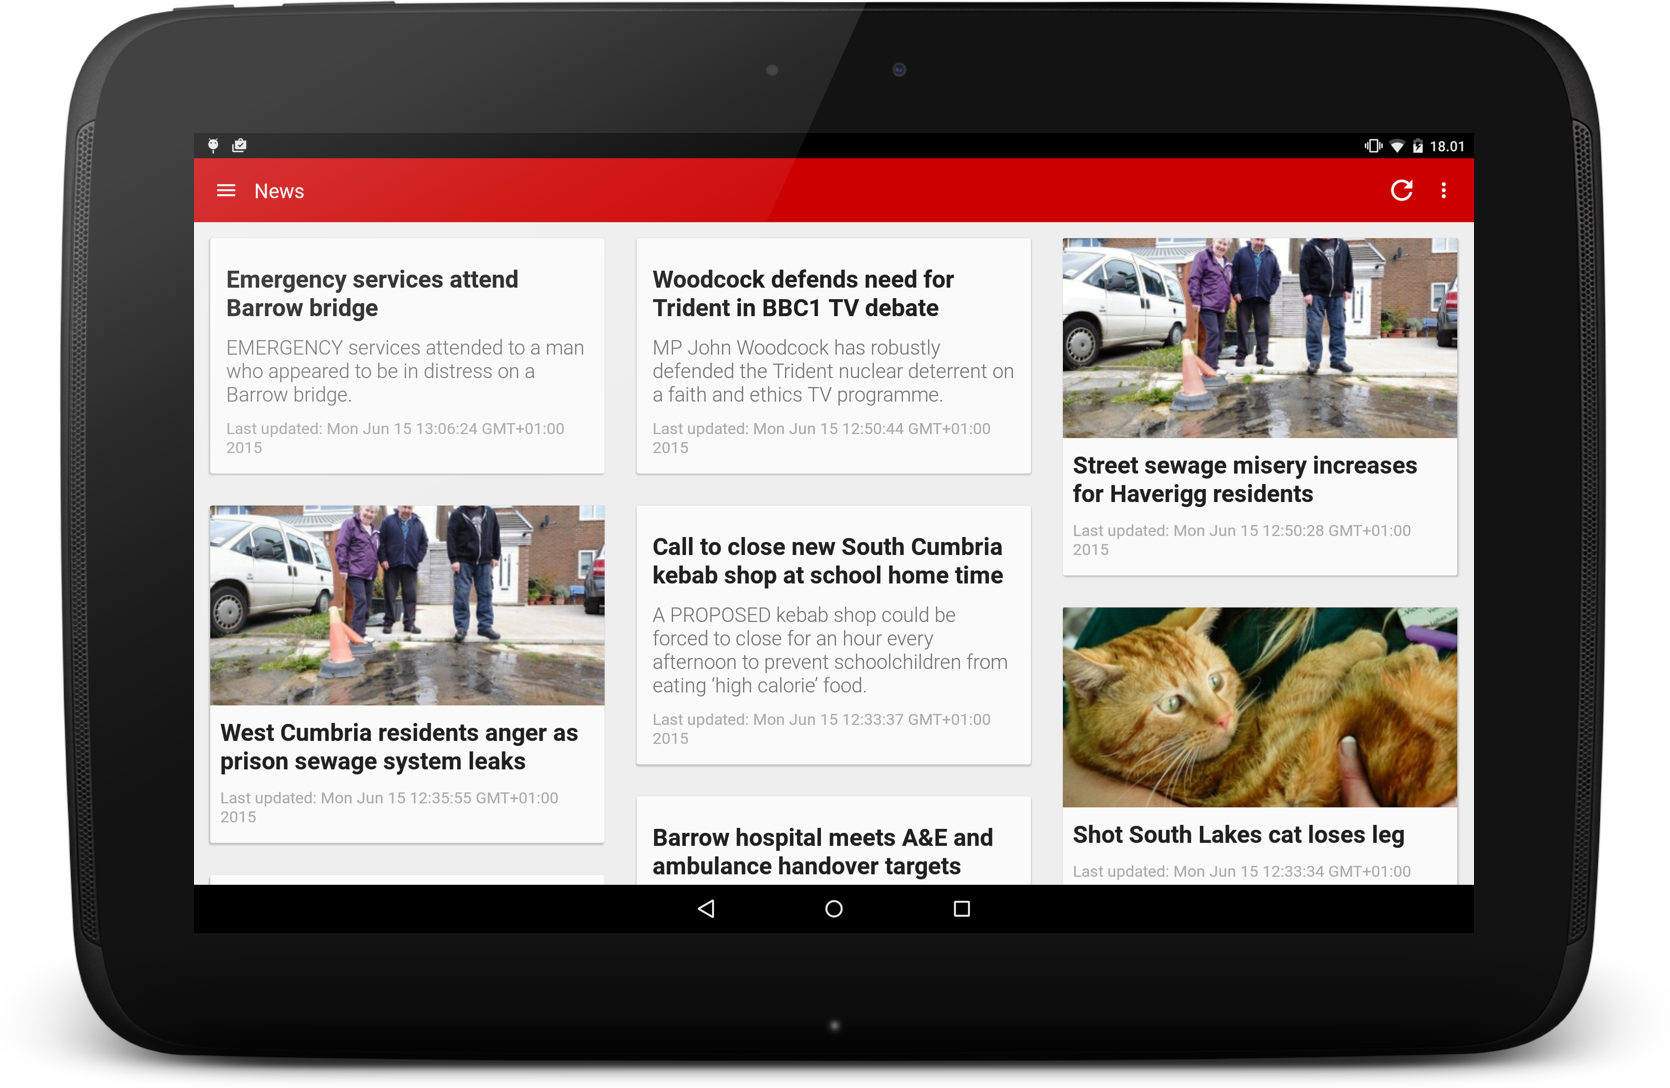 18.01
News
Emergency services attend
Barrow bridge
EMERGENCY services attended to a man
who appeared to be in distress on a
Barrow bridge.
Last updated: Mon Jun 15 13:06:24 GMT+01:00
2015
West Cumbria residents anger as
prison sewage system leaks
Last updated: Mon Jun 15 12:35:55 GMT+01:00
2015
Woodcock defends need for
Trident in BBC1 TV debate
MP John Woodcock has robustly
defended the Trident nuclear deterrent on
a faith and ethics TV programme.
Last updated: Mon Jun 15 12:50:44 GMT+01:00
2015
Call to close new South Cumbria
kebab shop at school home time
A PROPOSED kebab shop could be
forced to close for an hour every
afternoon to prevent schoolchildren from
eating ‘high calorie’ food.
Last updated: Mon Jun 15 12:33:37 GMT+01:00
2015
Barrow hospital meets A&E and
ambulance handover targets
Street sewage misery increases
for Haverigg residents
Last updated: Mon Jun 15 12:50:28 GMT+01:00
2015
Shot South Lakes cat loses leg
Last updated: Mon Jun 15 12:33:34 GMT+01:00